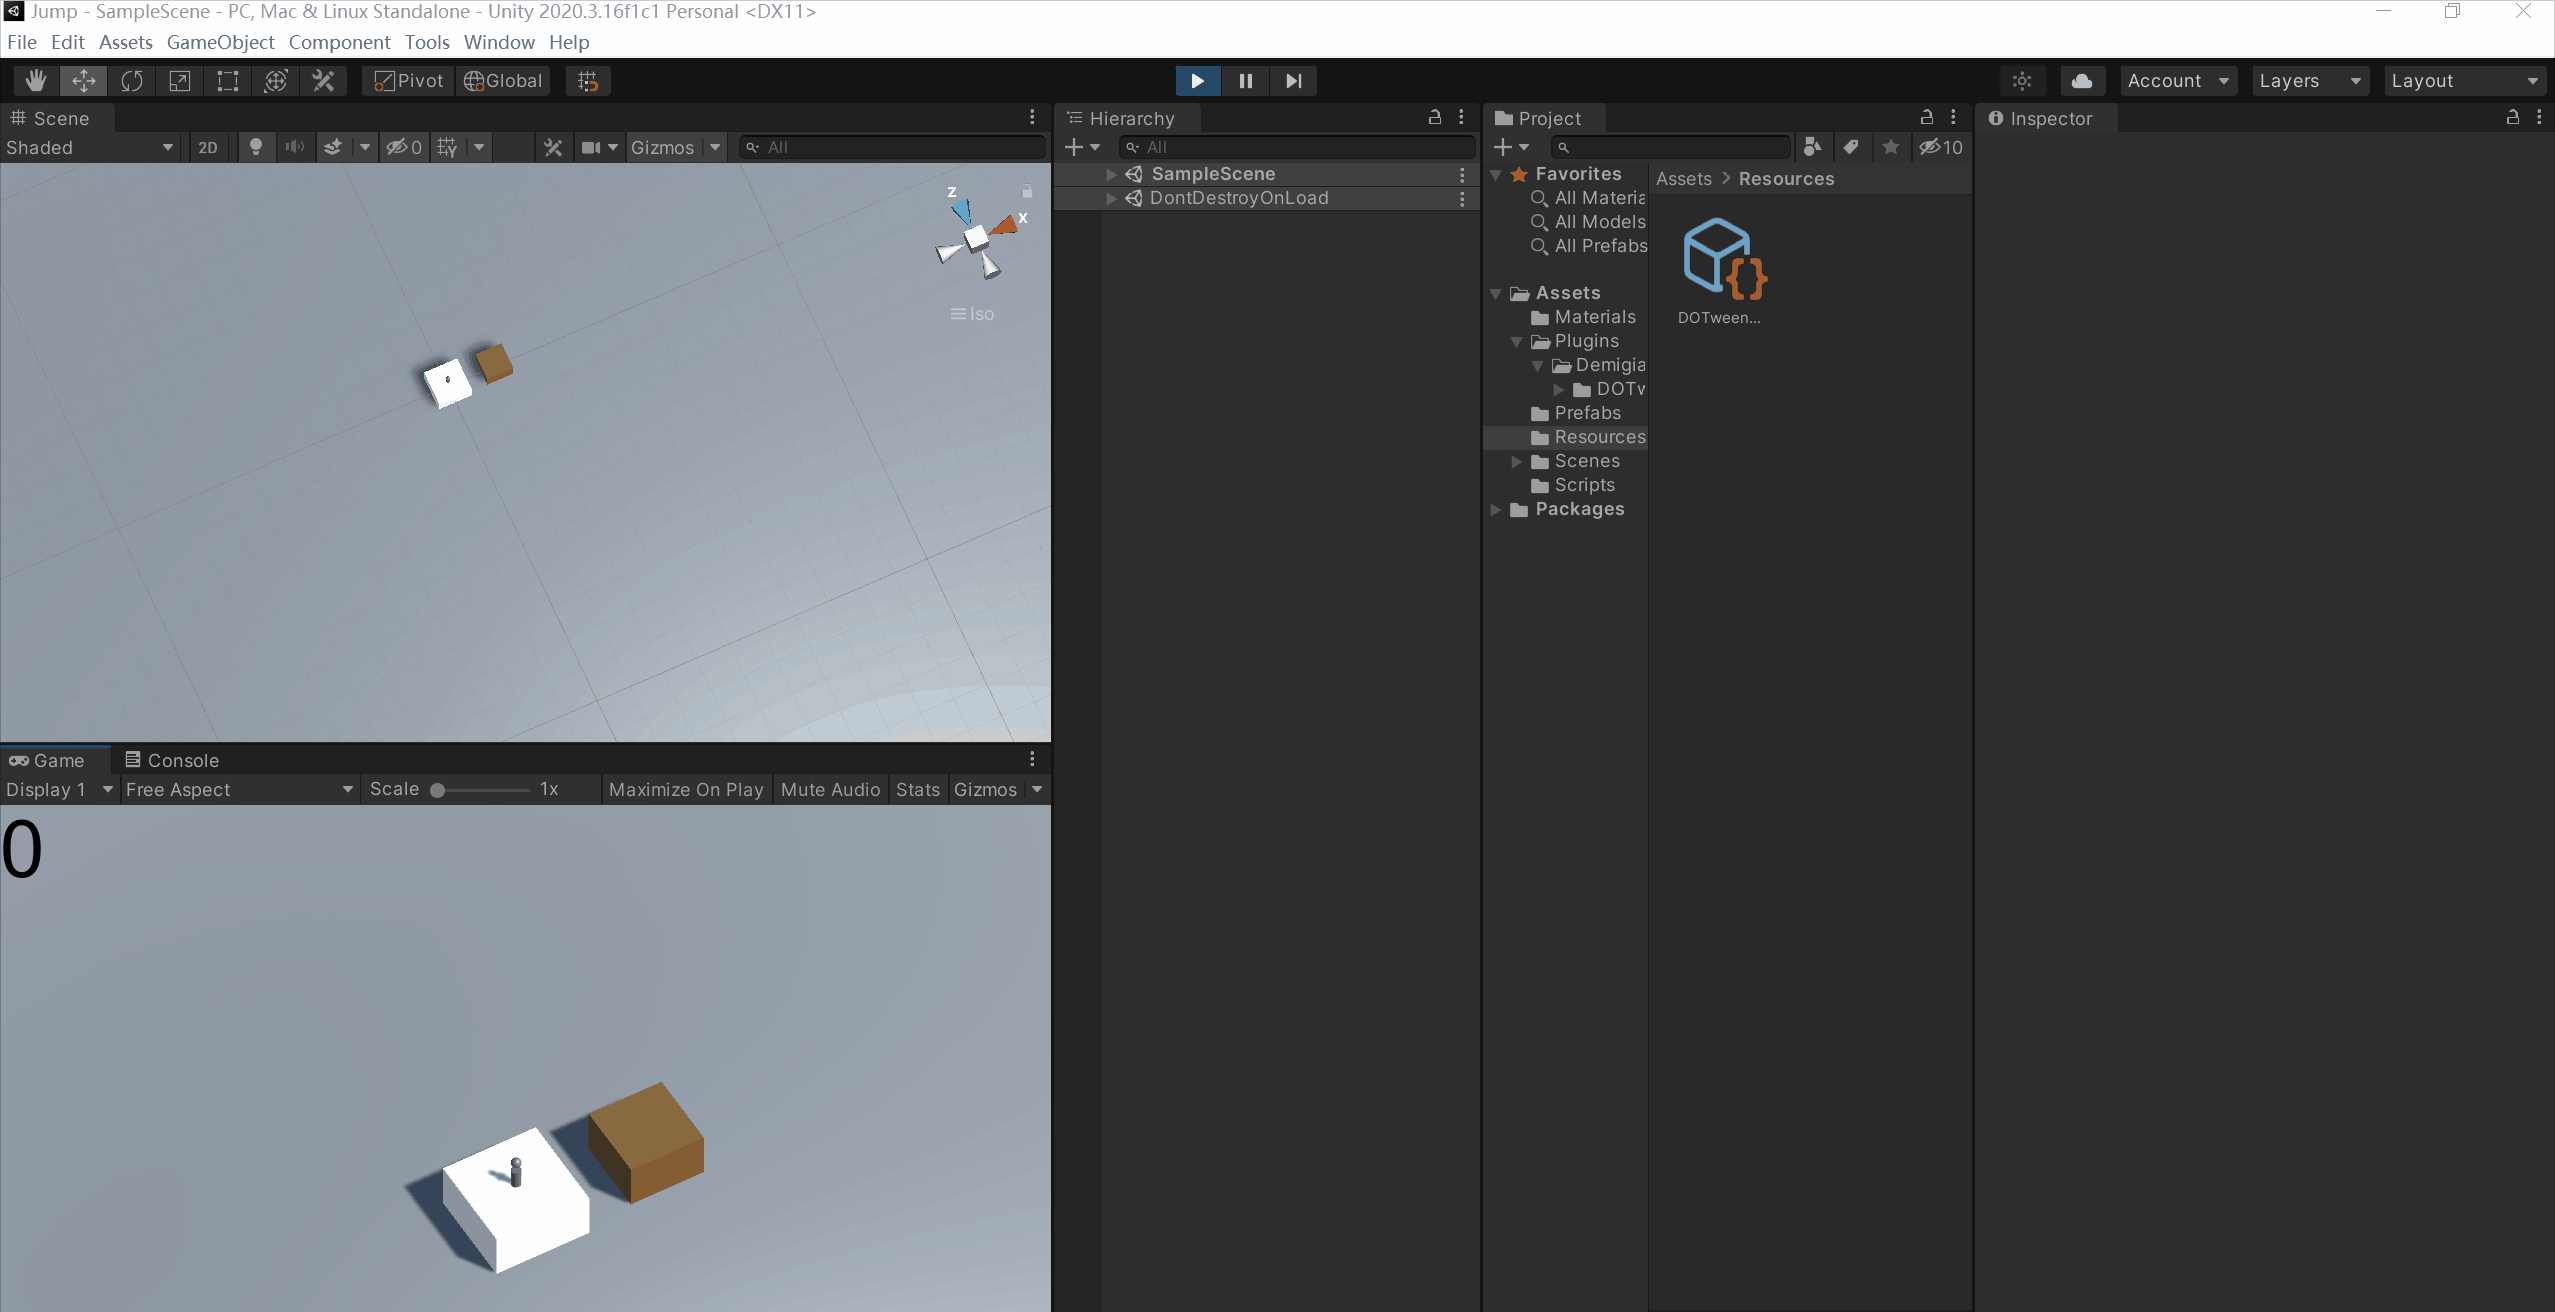 Jump - SampleScene - PC, Mac & Linux Standalone - Unity 2020.3.16f1c1 Personal <DX11>
File Edit Assets GameObject Component Tools Window Help
Pivot Global Account Layers Layout
Scene
Shaded 2D 0 Gizmos All
z
x
Iso
Game Console
Display 1 Free Aspect Scale 1x Maximize On Play Mute Audio Stats Gizmos
0
Hierarchy
All
SampleScene
DontDestroyOnLoad
Project
10
Favorites
All Materia
All Models
All Prefabs
Assets
Materials
Plugins
Demigia
DOTw
Prefabs
Resources
Scenes
Scripts
Packages
Assets > Resources
{}
DOTween...
Inspector